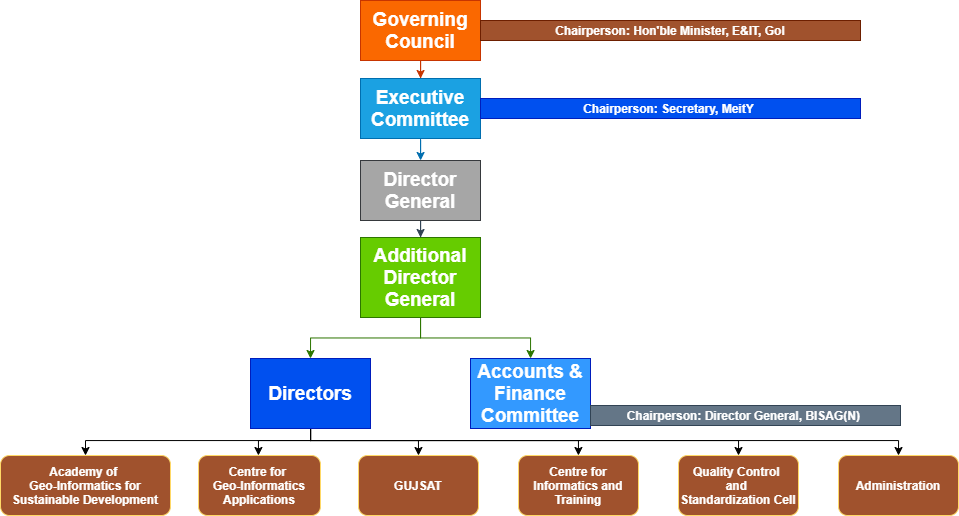 Governing
Council
Chairperson: Hon'ble Minister, E&IT, GoI
Executive
Committee
Chairperson: Secretary, MeitY
Director
General
Additional
Director
General
Directors
Accounts &
Finance
Committee
Chairperson: Director General, BISAG(N)
Academy of
Geo-Informatics for
Sustainable Development
Centre for
Geo-Informatics
Applications
GUJSAT
Centre for
Informatics and
Training
Quality Control
and
Standardization Cell
Administration